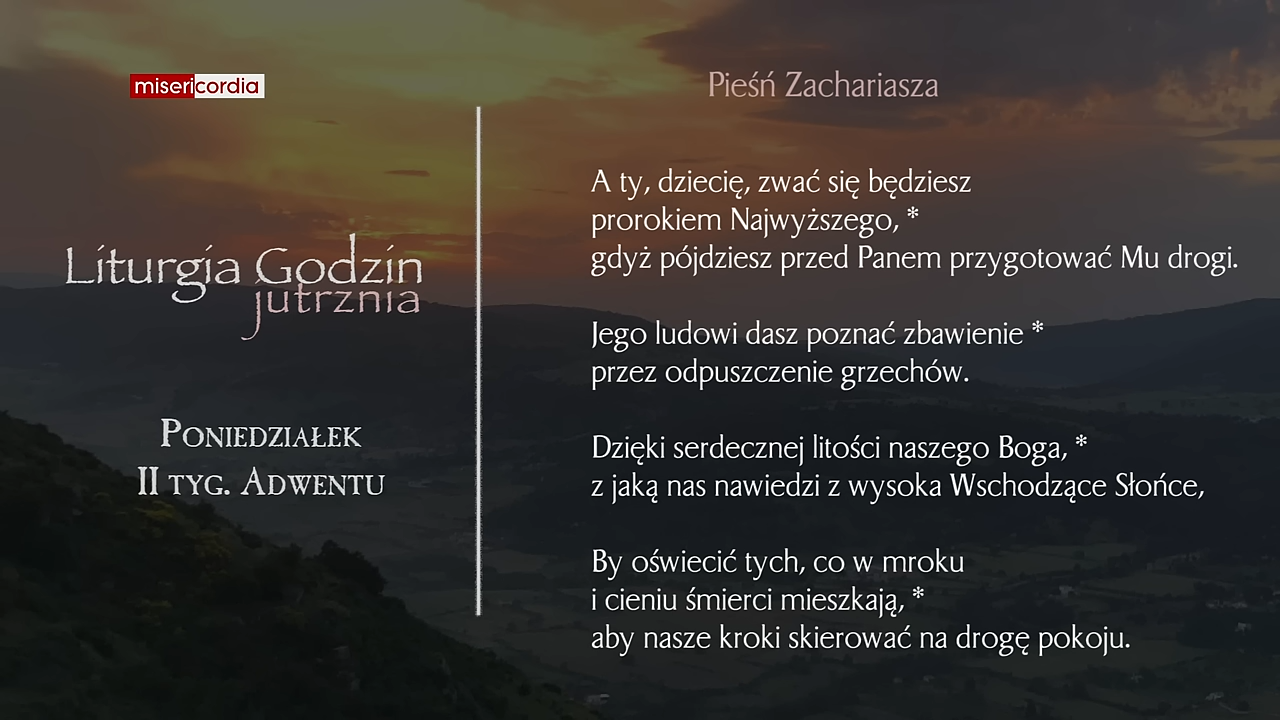 misericordia
Liturgia Godzin
jutrznia
Poniedziałek
II tyg. Adwentu
Pieśń Zachariasza
A ty, dziecię, zwać się będziesz
prorokiem Najwyższego, *
gdyż pójdziesz przed Panem przygotować Mu drogi.
Jego ludowi dasz poznać zbawienie *
przez odpuszczenie grzechów.
Dzięki serdecznej litości naszego Boga, *
z jaką nas nawiedzi z wysoka Wschodzące Słońce,
By oświecić tych, co w mroku
i cieniu śmierci mieszkają, *
aby nasze kroki skierować na drogę pokoju.